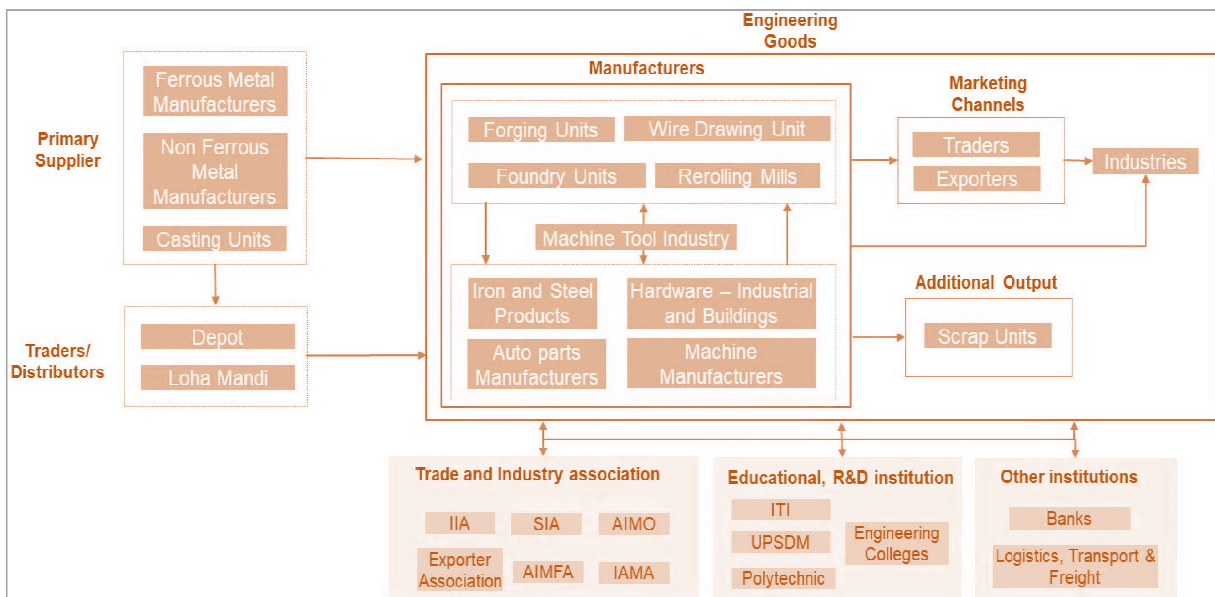 Engineering
Goods
Primary
Supplier
Ferrous Metal
Manufacturers
Non Ferrous
Metal
Manufacturers
Casting Units
Traders/
Distributors
Depot
Loha Mandi
Manufacturers
Forging Units
Wire Drawing Unit
Foundry Units
Rerolling Mills
Machine Tool Industry
Iron and Steel
Products
Hardware – Industrial
and Buildings
Auto parts
Manufacturers
Machine
Manufacturers
Marketing
Channels
Traders
Exporters
Industries
Additional Output
Scrap Units
Trade and Industry association
IIA
SIA
AIMO
Exporter
Association
AIMFA
IAMA
Educational, R&D institution
ITI
UPSDM
Polytechnic
Engineering
Colleges
Other institutions
Banks
Logistics, Transport &
Freight